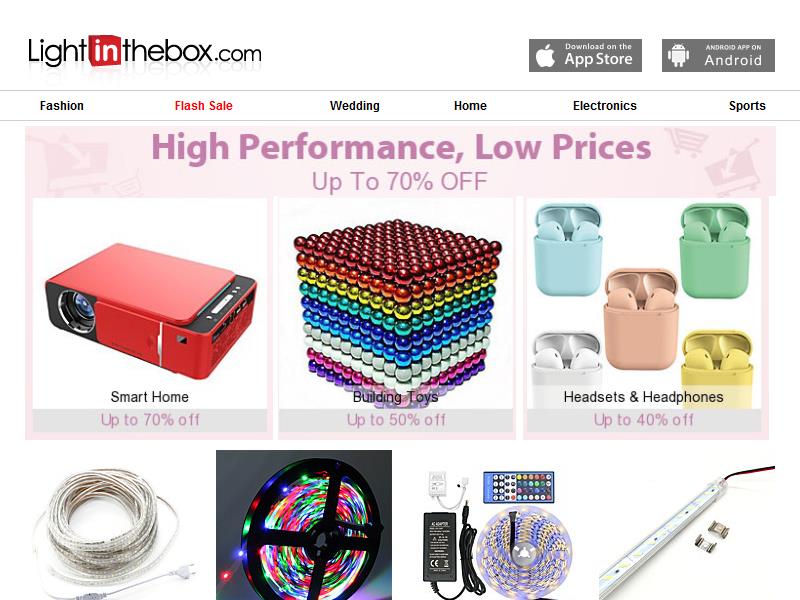 Lightinthebox.com
Download on the
App Store
ANDROID APP ON
Android
Fashion Flash Sale Wedding Home Electronics Sports
High Performance, Low Prices
Up To 70% OFF
Smart Home Building Toys Headsets & Headphones
Up to 70% off Up to 50% off Up to 40% off
AC ADAPTER
CE